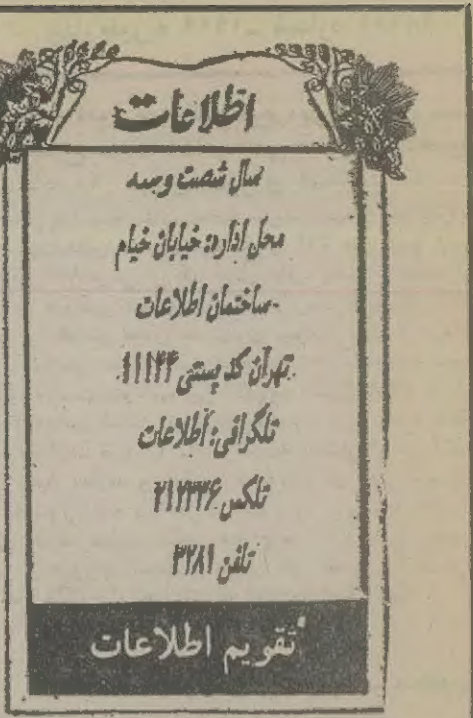 اطلاعات
سال شصت و سه
محل اداره: خیابان خیام
ساختمان اطلاعات
تهران کد پستی ۱۱۱۴۴
تلگرافی: اطلاعات
تلکس ۲۱۲۳۳۶
تلفن ۳۲۸۱
تقویم اطلاعات